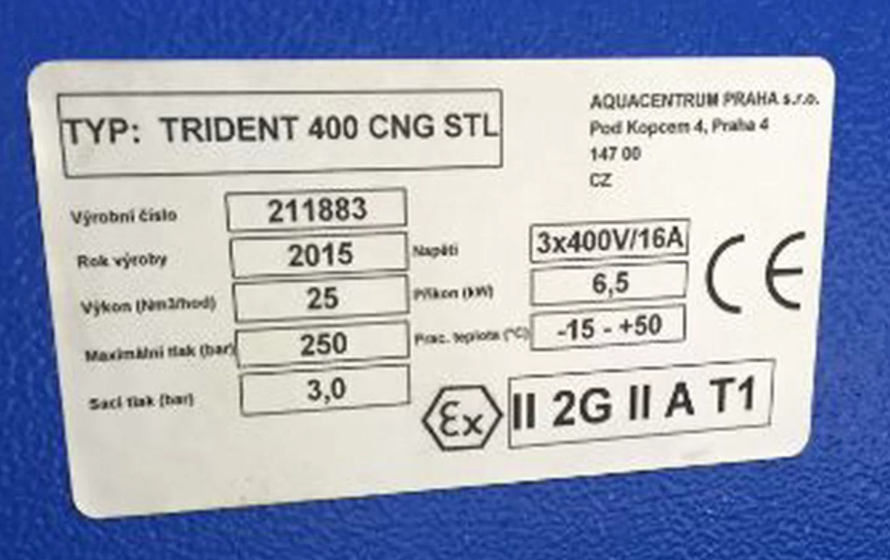 TYP: TRIDENT 400 CNG STL
AQUACENTRUM PRAHA s.r.o.
Pod Kopcem 4, Praha 4
147 00
CZ
Výrobní číslo 211883
Rok výroby 2015 Napětí 3x400V/16A
Výkon (Nm3/hod) 25 Příkon (kW) 6,5
Maximální tlak (bar) 250 Prac. teplota (°C) -15 - +50
Sací tlak (bar) 3,0
CE
Ex II 2G II A T1